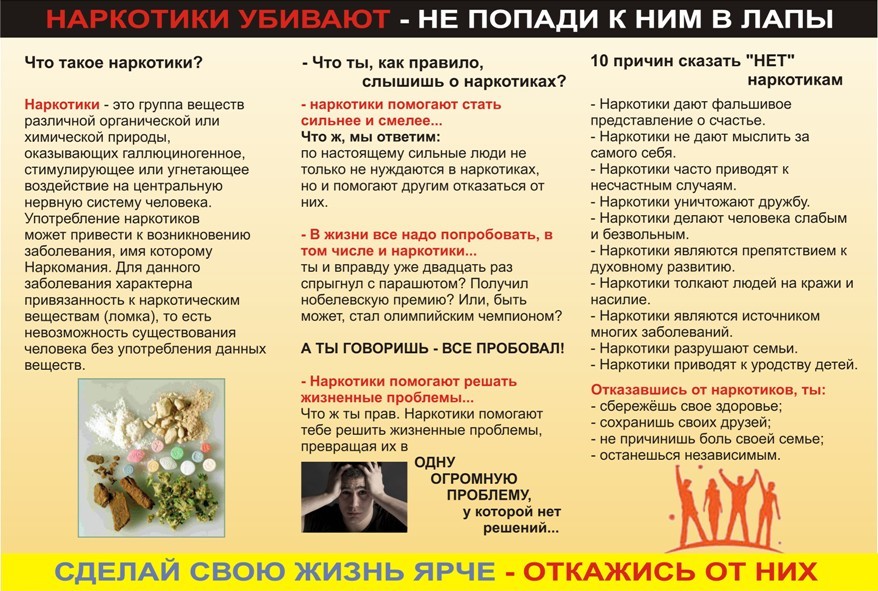 НАРКОТИКИ УБИВАЮТ - НЕ ПОПАДИ К НИМ В ЛАПЫ
Что такое наркотики?
Наркотики - это группа веществ
различной органической или
химической природы,
оказывающих галлюциногенное,
стимулирующее или угнетающее
воздействие на центральную
нервную систему человека.
Употребление наркотиков
может привести к возникновению
заболевания, имя которому
Наркомания. Для данного
заболевания характерна
привязанность к наркотическим
веществам (ломка), то есть
невозможность существования
человека без употребления данных
веществ.
- Что ты, как правило,
слышишь о наркотиках?
- наркотики помогают стать
сильнее и смелее...
Что ж, мы ответим:
по настоящему сильные люди не
только не нуждаются в наркотиках,
но и помогают другим отказаться от
них.
- В жизни все надо попробовать, в
том числе и наркотики...
ты и вправду уже двадцать раз
спрыгнул с парашютом? Получил
нобелевскую премию? Или, быть
может, стал олимпийским чемпионом?
А ТЫ ГОВОРИШЬ - ВСЕ ПРОБОВАЛ!
- Наркотики помогают решать
жизненные проблемы...
Что ж ты прав. Наркотики помогают
тебе решить жизненные проблемы,
превращая их в
ОДНУ
ОГРОМНУЮ
ПРОБЛЕМУ,
у которой нет
решений...
10 причин сказать "НЕТ"
наркотикам
- Наркотики дают фальшивое
представление о счастье.
- Наркотики не дают мыслить за
самого себя.
- Наркотики часто приводят к
несчастным случаям.
- Наркотики уничтожают дружбу.
- Наркотики делают человека слабым
и безвольным.
- Наркотики являются препятствием к
духовному развитию.
- Наркотики толкают людей на кражи и
насилие.
- Наркотики являются источником
многих заболеваний.
- Наркотики разрушают семьи.
- Наркотики приводят к уродству детей.
Отказавшись от наркотиков, ты:
- сбережёшь свое здоровье;
- сохранишь своих друзей;
- не причинишь боль своей семье;
- останешься независимым.
СДЕЛАЙ СВОЮ ЖИЗНЬ ЯРЧЕ - ОТКАЖИСЬ ОТ НИХ